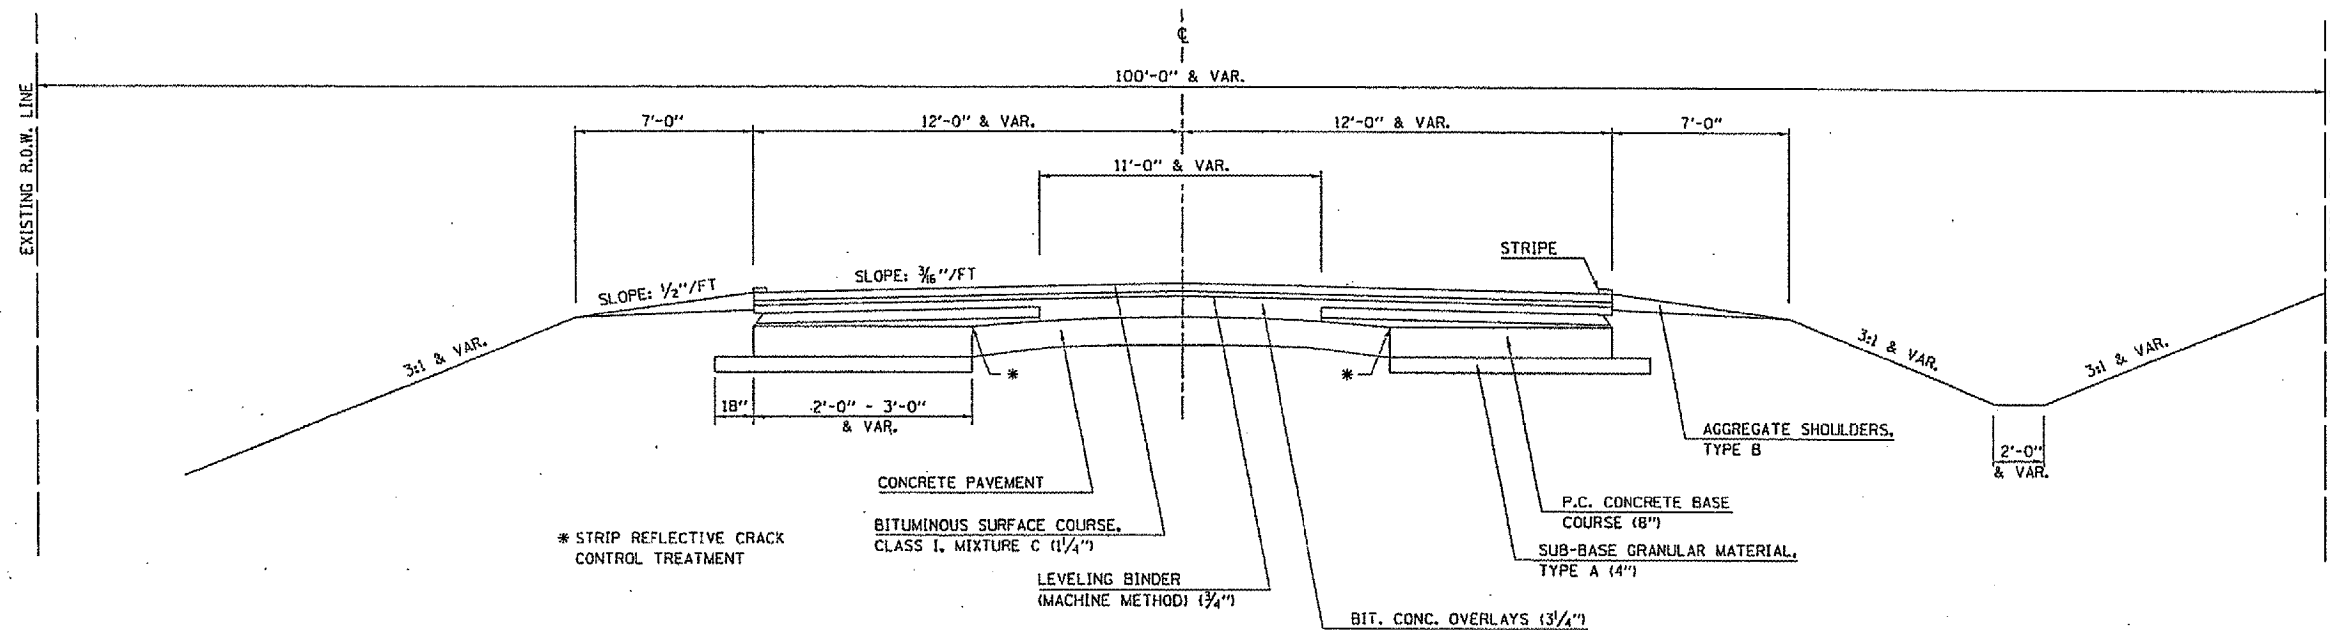 ℄
100'-0" & VAR.
EXISTING R.O.W. LINE
7'-0"
12'-0" & VAR.
12'-0" & VAR.
7'-0"
11'-0" & VAR.
STRIPE
SLOPE: 1/2"/FT
SLOPE: 3/16"/FT
3:1 & VAR.
3:1 & VAR.
3:1 & VAR.
*
*
18"
2'-0" - 3'-0"
& VAR.
AGGREGATE SHOULDERS,
TYPE B
2'-0"
& VAR.
CONCRETE PAVEMENT
P.C. CONCRETE BASE
COURSE (8")
BITUMINOUS SURFACE COURSE,
CLASS I, MIXTURE C (1 1/4")
* STRIP REFLECTIVE CRACK
CONTROL TREATMENT
SUB-BASE GRANULAR MATERIAL,
TYPE A (4")
LEVELING BINDER
(MACHINE METHOD) (3/4")
BIT. CONC. OVERLAYS (3 1/4")